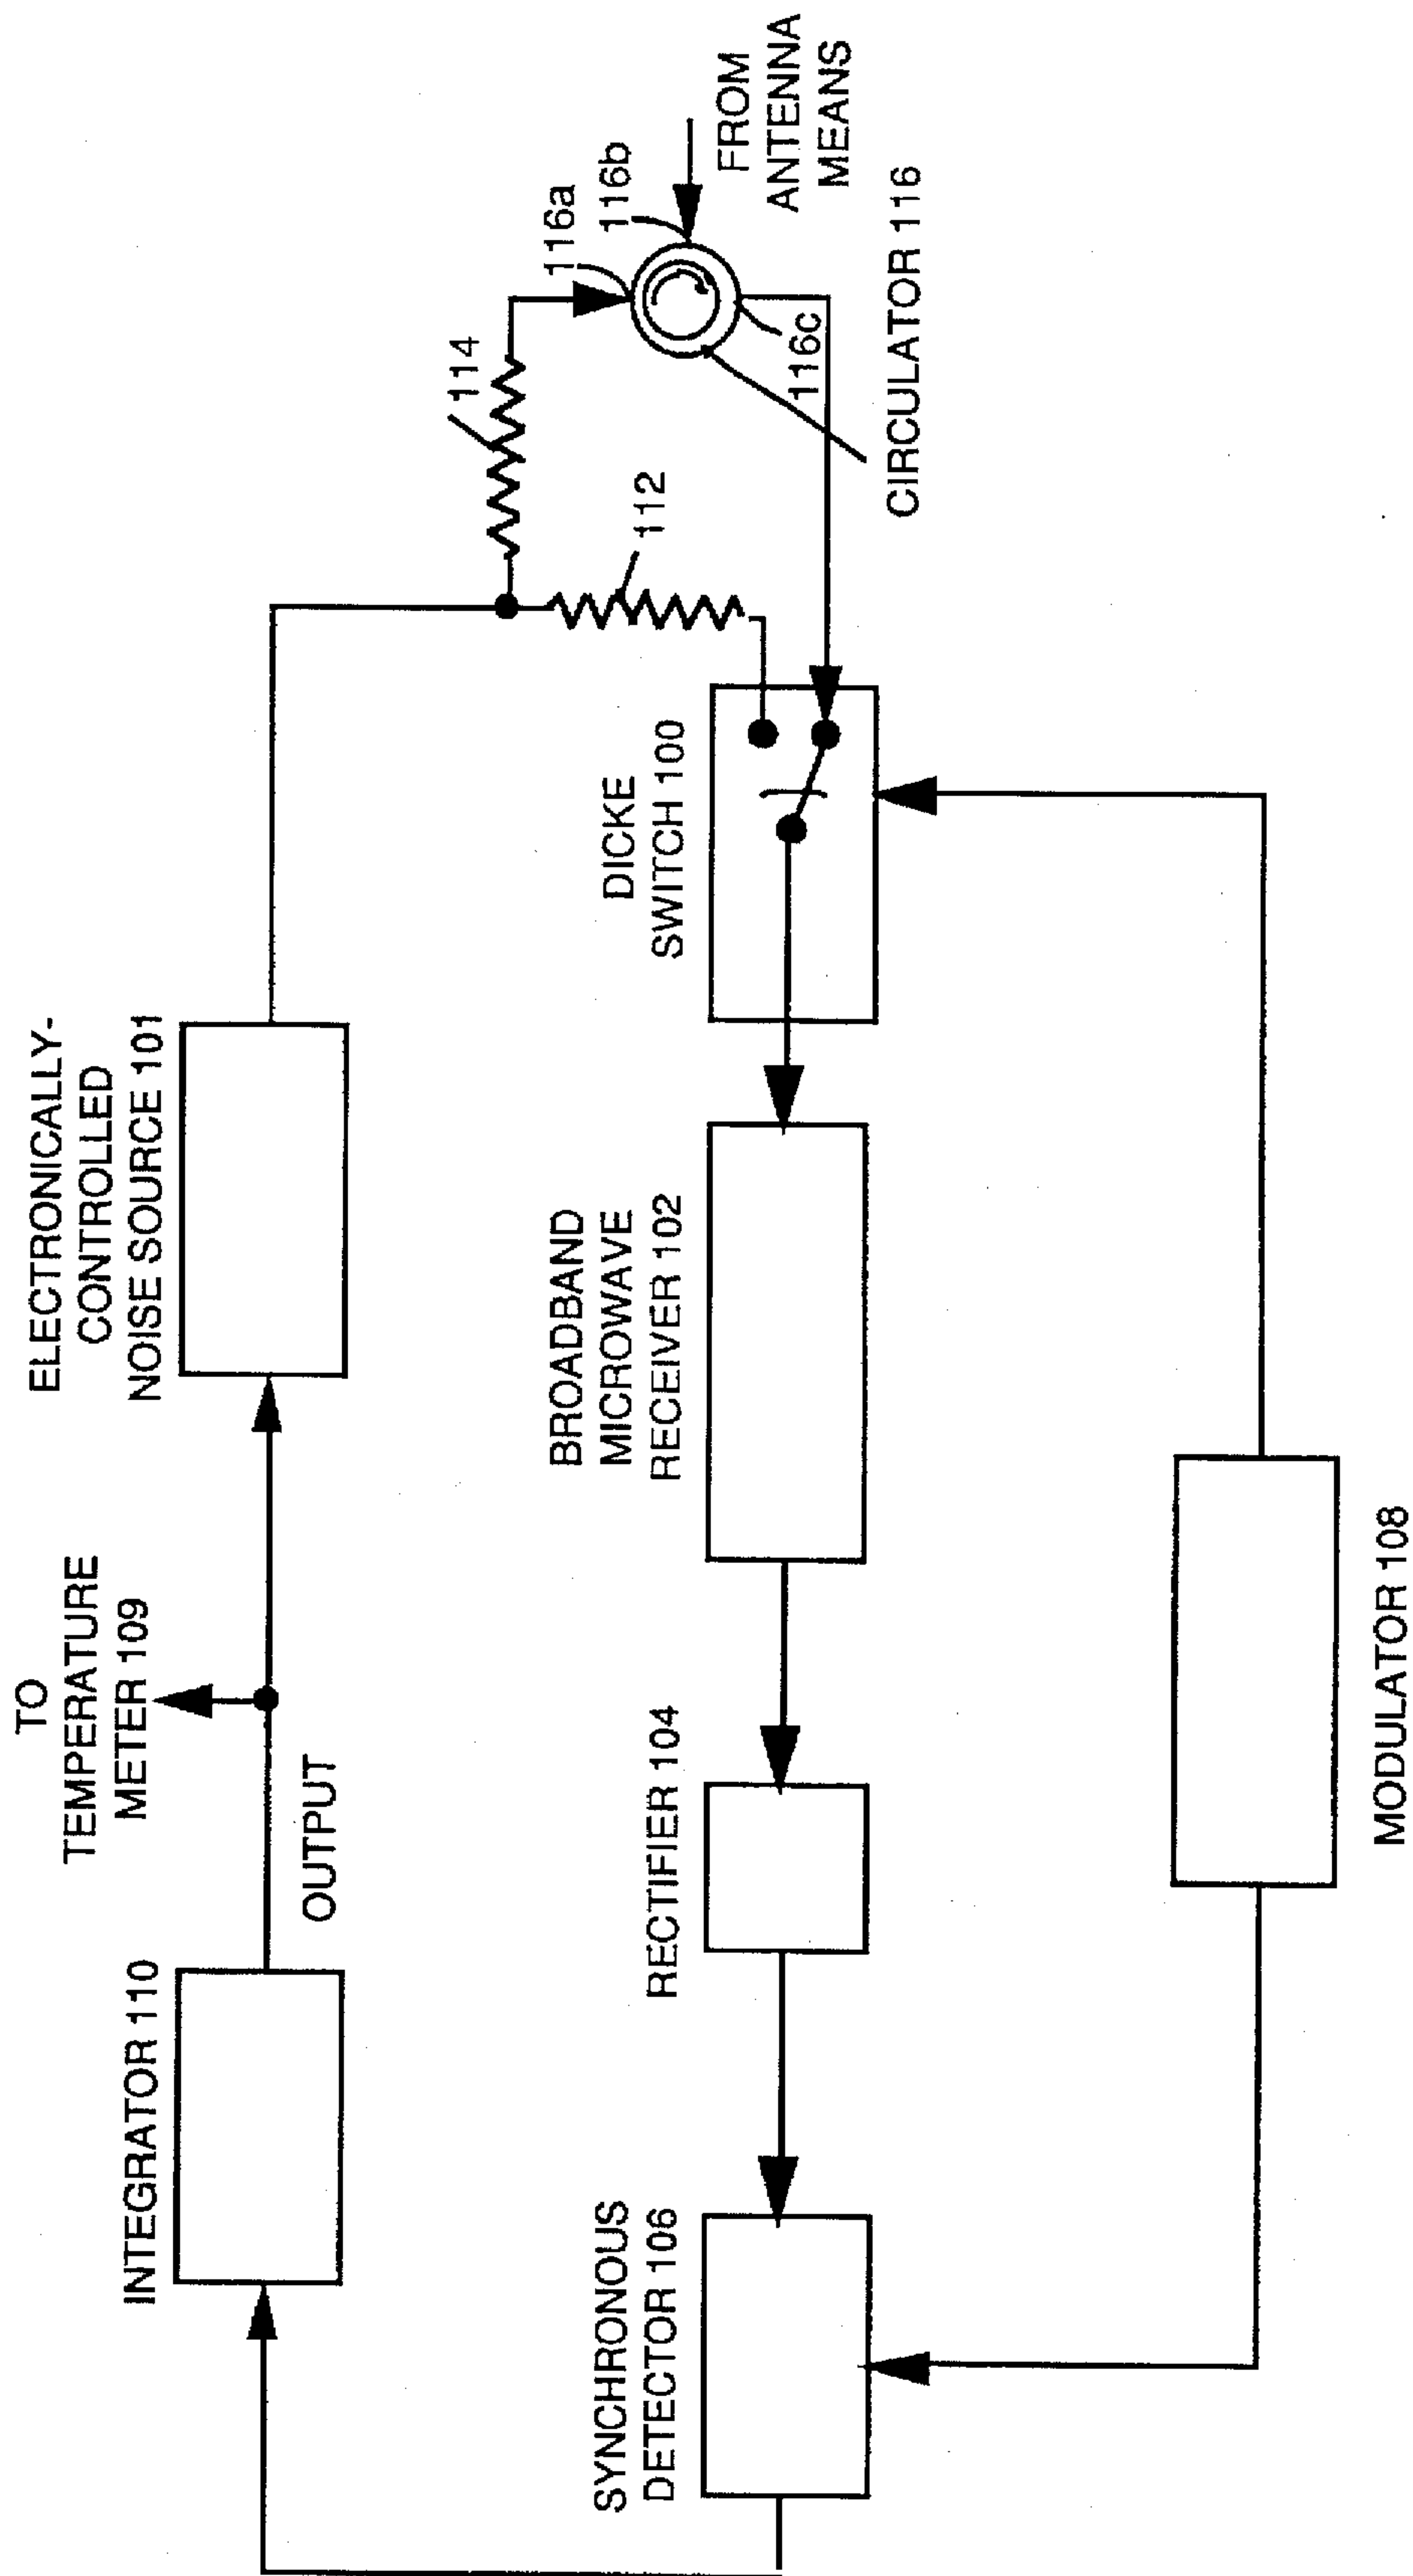 TO
TEMPERATURE
METER 109
ELECTRONICALLY-
CONTROLLED
NOISE SOURCE 101
INTEGRATOR 110
OUTPUT
114
112
116a
116b
FROM
ANTENNA
MEANS
116c
CIRCULATOR 116
SYNCHRONOUS
DETECTOR 106
RECTIFIER 104
BROADBAND
MICROWAVE
RECEIVER 102
DICKE
SWITCH 100
MODULATOR 108